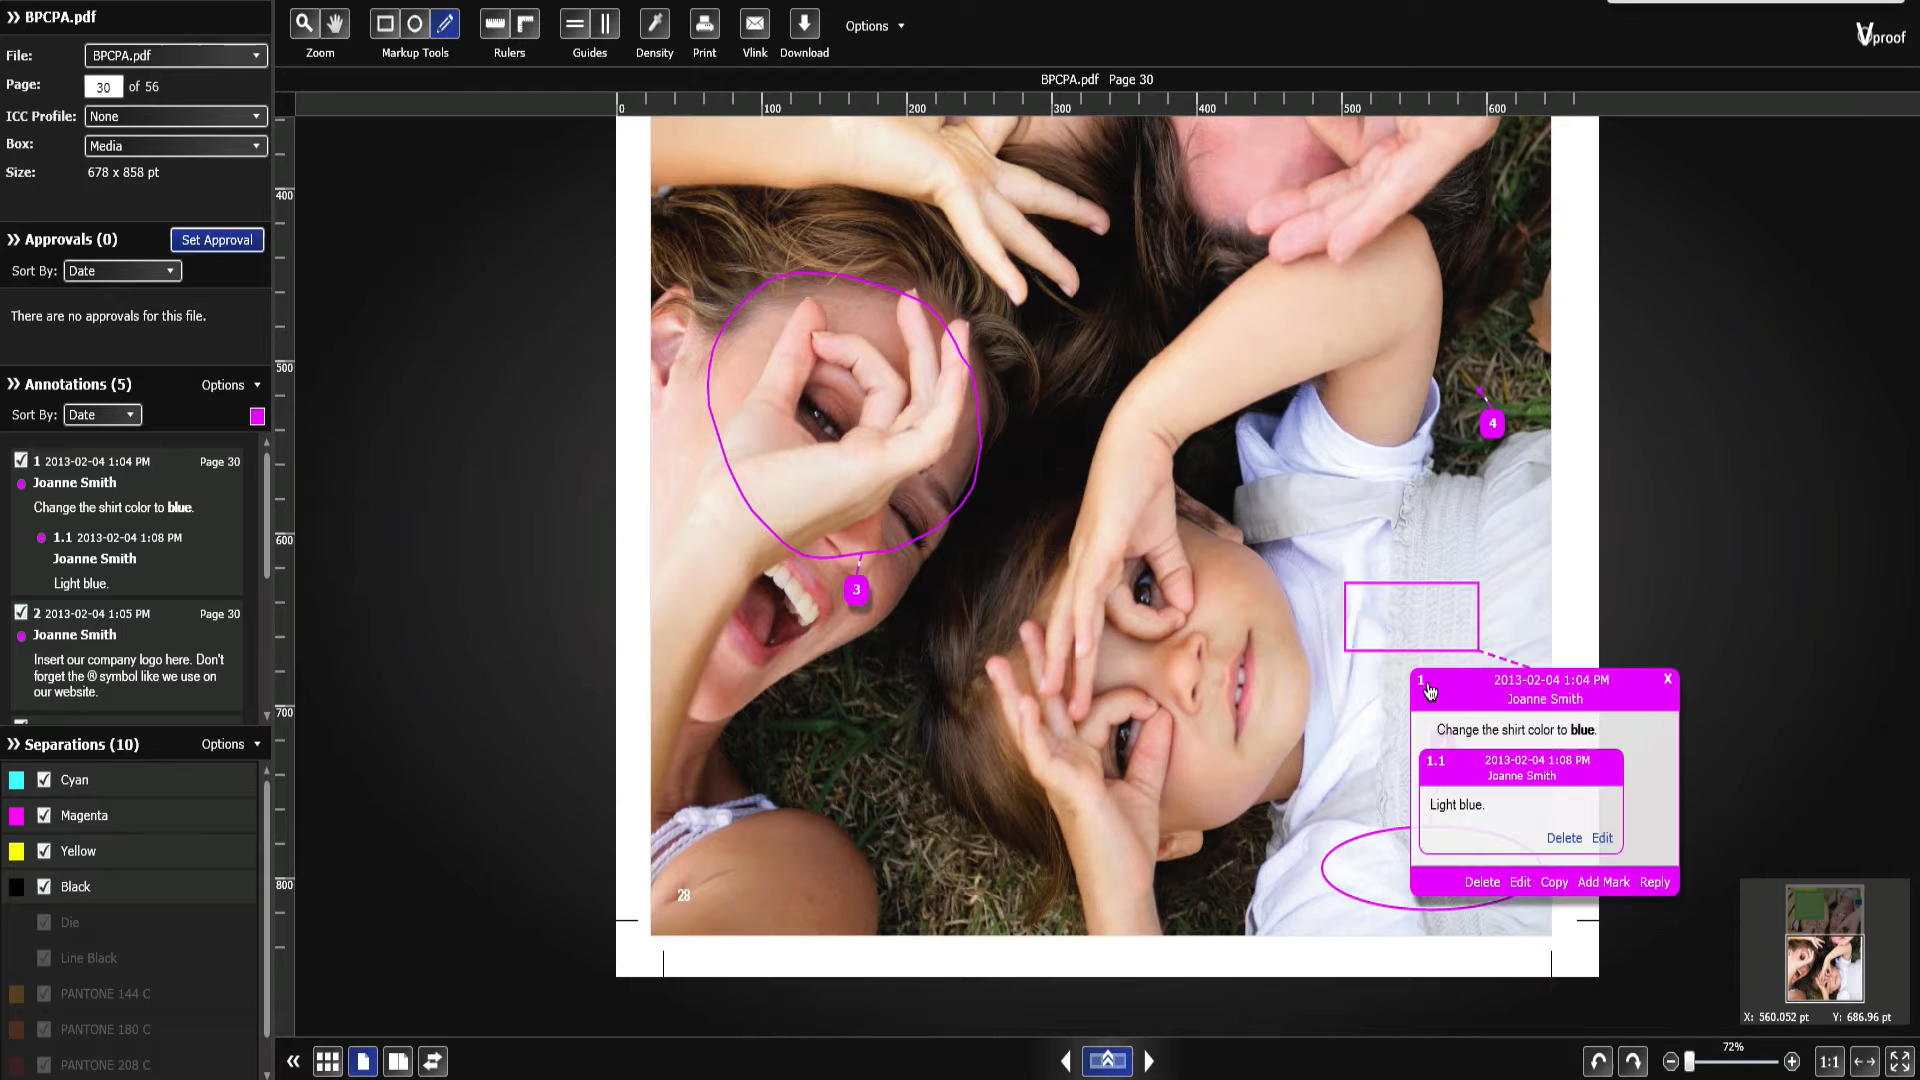 BPCPA.pdf
File: BPCPA.pdf
Page: 30 of 56
ICC Profile: None
Box: Media
Size: 678 x 858 pt
Approvals (0) Set Approval
Sort By: Date
There are no approvals for this file.
Annotations (5) Options
Sort By: Date
1 2013-02-04 1:04 PM Page 30
Joanne Smith
Change the shirt color to blue.
1.1 2013-02-04 1:08 PM
Joanne Smith
Light blue.
2 2013-02-04 1:05 PM Page 30
Joanne Smith
Insert our company logo here. Don't
forget the ® symbol like we use on
our website.
Separations (10) Options
Cyan
Magenta
Yellow
Black
Die
Line Black
PANTONE 144 C
PANTONE 180 C
PANTONE 208 C
Zoom Markup Tools Rulers Guides Density Print Vlink Download Options
Vproof
BPCPA.pdf Page 30
0 100 200 300 400 500 600
400
500
600
700
800
3
4
28
1 2013-02-04 1:04 PM X
Joanne Smith
Change the shirt color to blue.
1.1 2013-02-04 1:08 PM
Joanne Smith
Light blue.
Delete Edit
Delete Edit Copy Add Mark Reply
X: 560.052 pt Y: 686.96 pt
72%
1:1